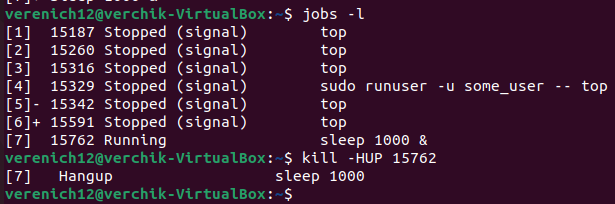 verenich12@verchik-VirtualBox:~$ jobs -l
[1]  15187 Stopped (signal)        top
[2]  15260 Stopped (signal)        top
[3]  15316 Stopped (signal)        top
[4]  15329 Stopped (signal)        sudo runuser -u some_user -- top
[5]- 15342 Stopped (signal)        top
[6]+ 15591 Stopped (signal)        top
[7]  15762 Running                 sleep 1000 &
verenich12@verchik-VirtualBox:~$ kill -HUP 15762
[7]   Hangup                  sleep 1000
verenich12@verchik-VirtualBox:~$